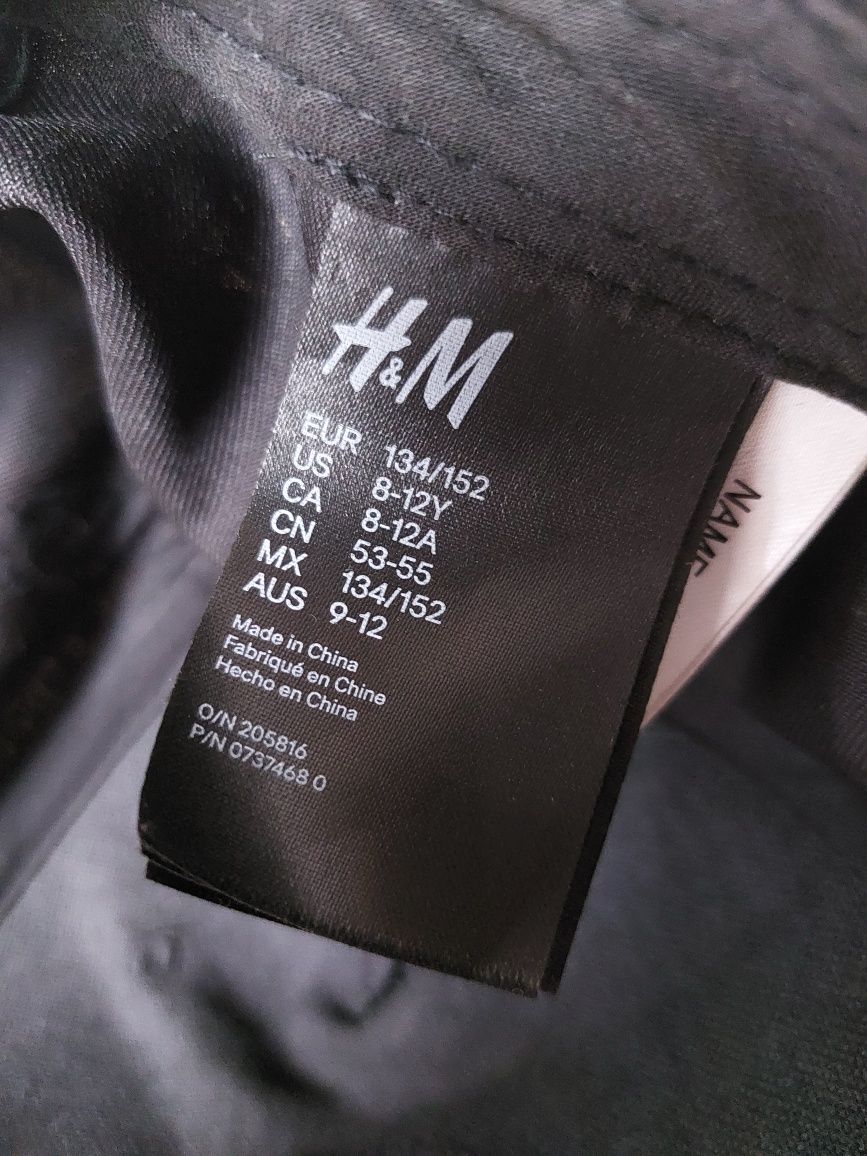 H&M
EUR 134/152
US 8-12Y
CA 8-12A
CN 53-55
MX 134/152
AUS 9-12
Made in China
Fabriqué en Chine
Hecho en China
O/N 205816
P/N 0737468 0
NAME